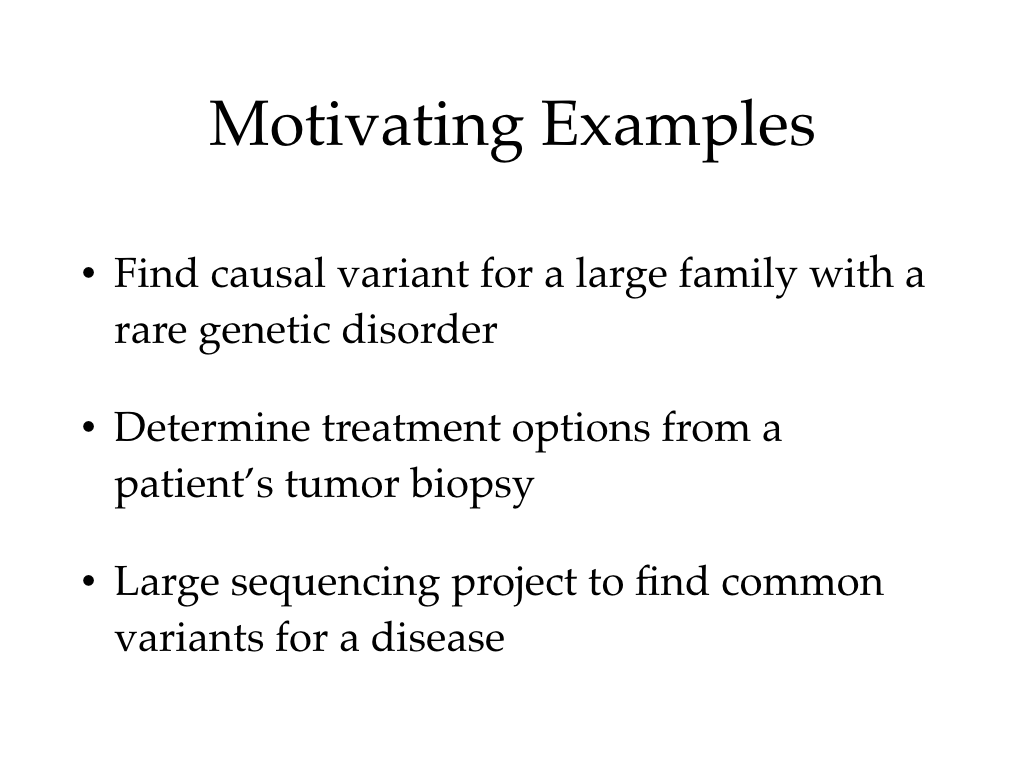 Motivating Examples
• Find causal variant for a large family with a
rare genetic disorder
• Determine treatment options from a
patient’s tumor biopsy
• Large sequencing project to find common
variants for a disease